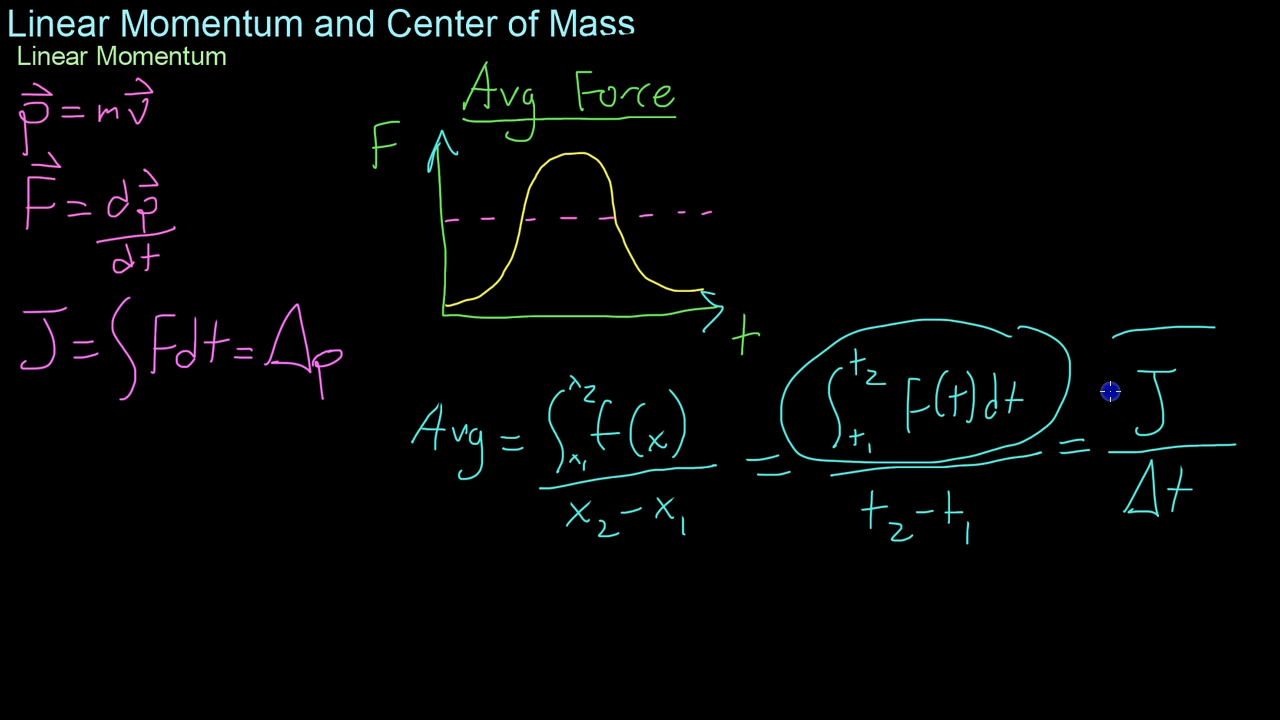 Linear Momentum and Center of Mass
Linear Momentum
p⃗ = mv⃗
F⃗ = dp⃗/dt
J = ∫Fdt = Δp
Avg Force
F
t
Avg = ∫_{x₁}^{x₂} f(x) / (x₂ − x₁) = ∫_{t₁}^{t₂} F(t)dt / (t₂ − t₁) = J / Δt